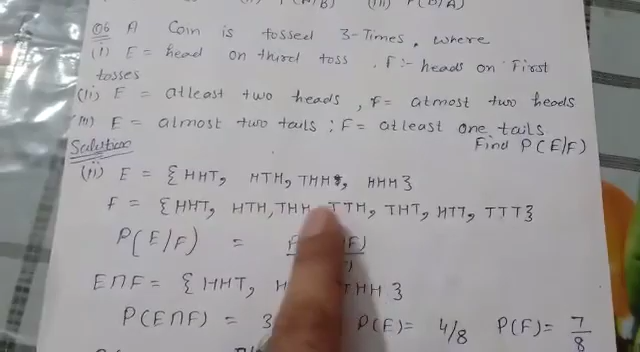 P(A/B) (iii) P(B/A)
Q6 A Coin is tossed 3-Times, where
(i) E = head on third toss, F:- heads on First
tosses
(ii) E = atleast two heads, F= atmost two heads
(iii) E = atmost two tails; F= atleast one tails
Find P(E/F)
Solution
(ii) E = {HHT, HTH, THH, HHH}
F = {HHT, HTH, THH, TTH, THT, HTT, TTT}
P(E/F) =
E∩F = {HHT, THH}
P(E∩F) = 3 P(E)= 4/8 P(F)= 7/8